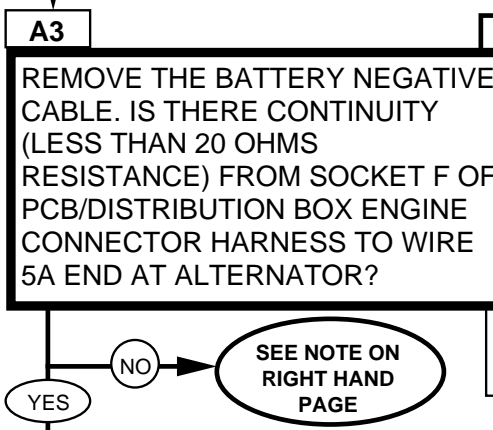 A3
REMOVE THE BATTERY NEGATIVE
CABLE. IS THERE CONTINUITY
(LESS THAN 20 OHMS
RESISTANCE) FROM SOCKET F OF
PCB/DISTRIBUTION BOX ENGINE
CONNECTOR HARNESS TO WIRE
5A END AT ALTERNATOR?
NO
SEE NOTE ON
RIGHT HAND
PAGE
YES